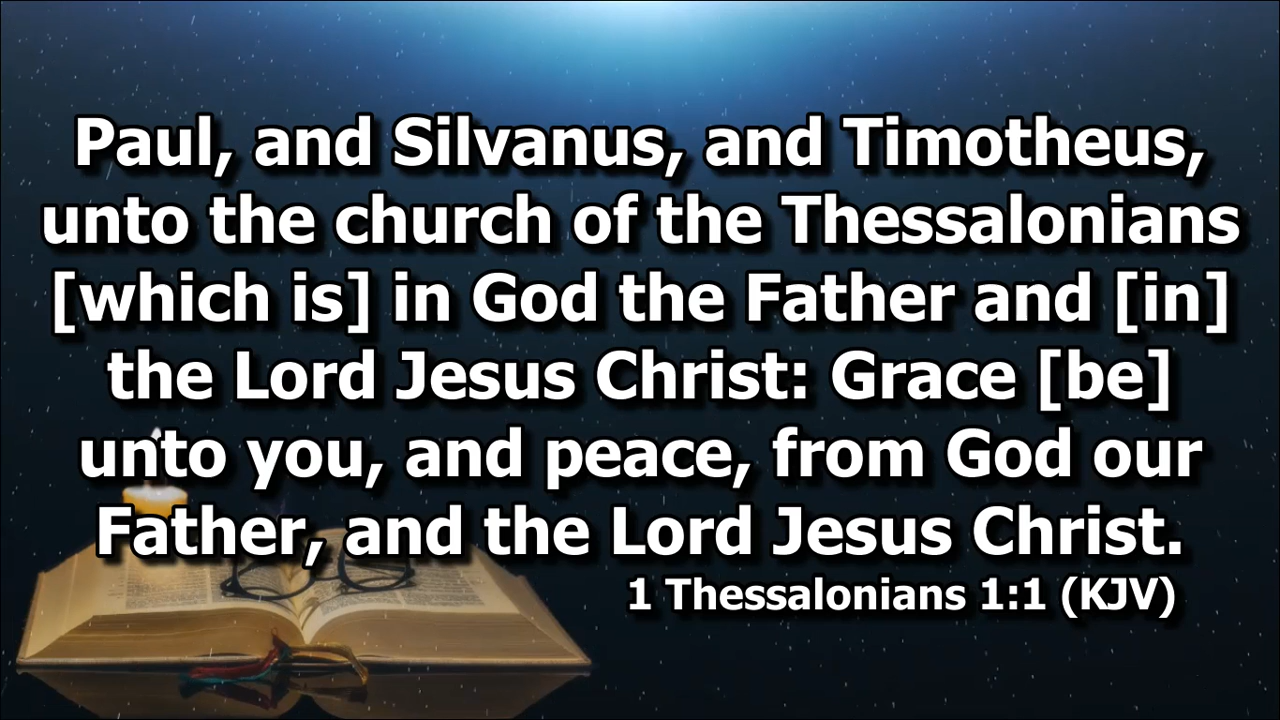 Paul, and Silvanus, and Timotheus,
unto the church of the Thessalonians
[which is] in God the Father and [in]
the Lord Jesus Christ: Grace [be]
unto you, and peace, from God our
Father, and the Lord Jesus Christ.
1 Thessalonians 1:1 (KJV)